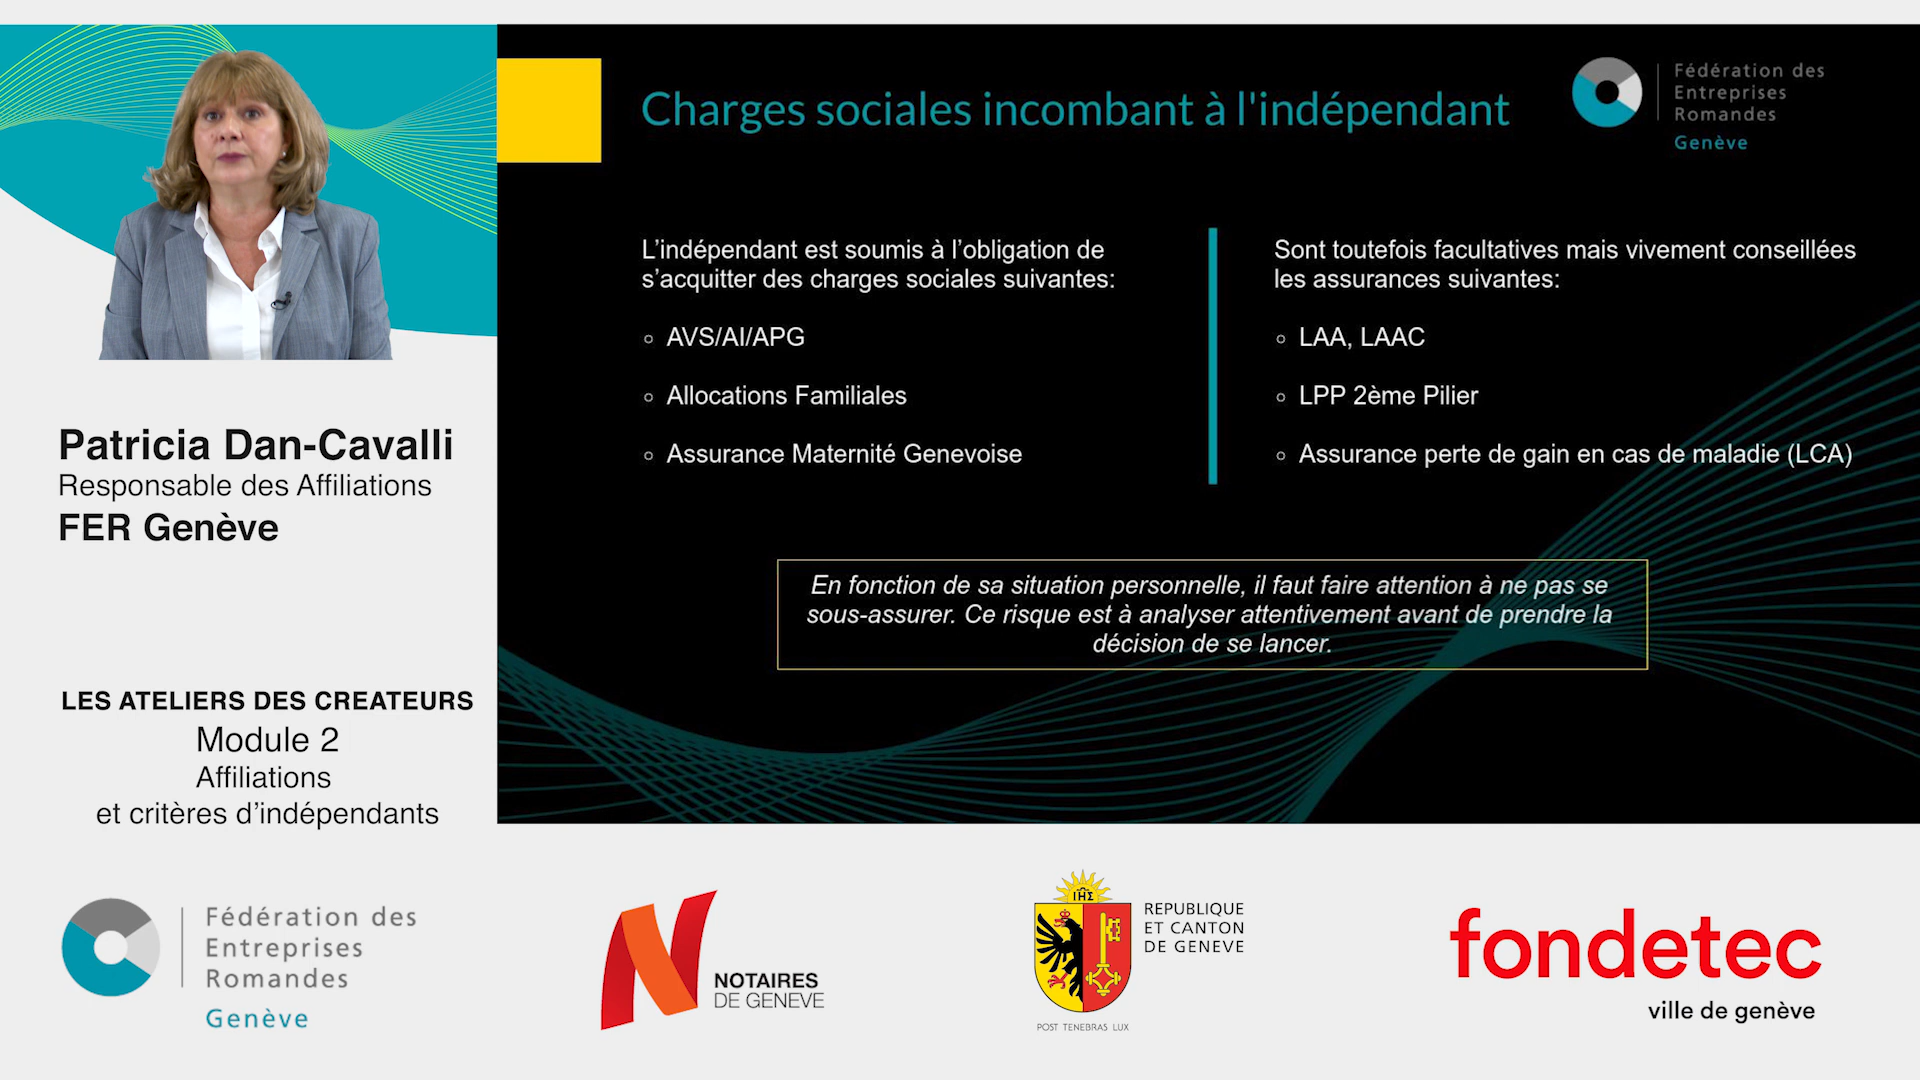 Charges sociales incombant à l'indépendant
Fédération des
Entreprises
Romandes
Genève
L’indépendant est soumis à l’obligation de
s’acquitter des charges sociales suivantes:
AVS/AI/APG
Allocations Familiales
Assurance Maternité Genevoise
Sont toutefois facultatives mais vivement conseillées
les assurances suivantes:
LAA, LAAC
LPP 2ème Pilier
Assurance perte de gain en cas de maladie (LCA)
En fonction de sa situation personnelle, il faut faire attention à ne pas se
sous-assurer. Ce risque est à analyser attentivement avant de prendre la
décision de se lancer.
Patricia Dan-Cavalli
Responsable des Affiliations
FER Genève
LES ATELIERS DES CREATEURS
Module 2
Affiliations
et critères d’indépendants
Fédération des
Entreprises
Romandes
Genève
NOTAIRES
DE GENEVE
ΙΗΣ
REPUBLIQUE
ET CANTON
DE GENEVE
POST TENEBRAS LUX
fondetec
ville de genève